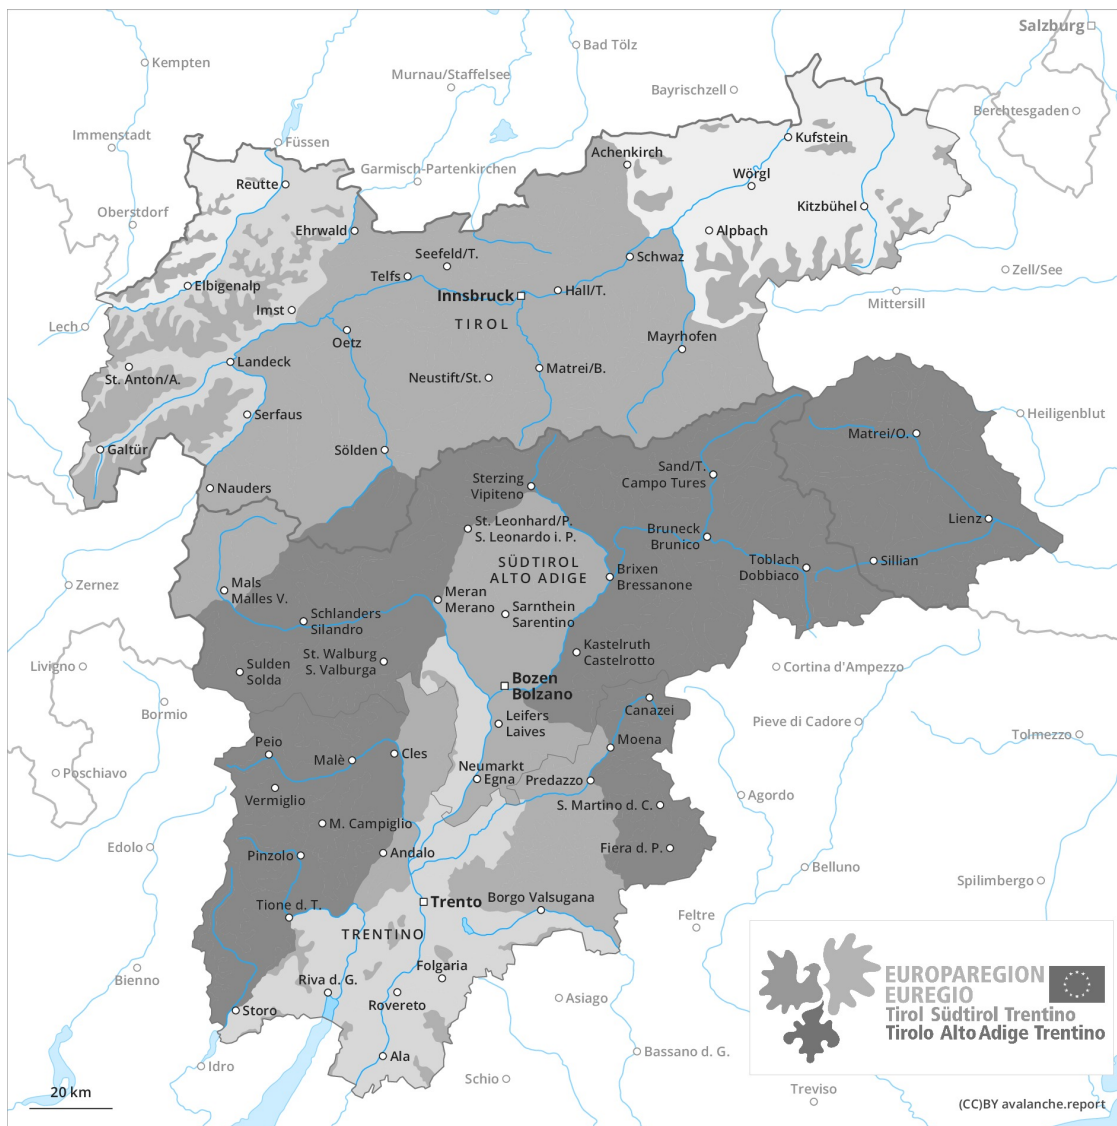 Salzburg
Bad Tölz
Kempten
Murnau/Staffelsee
Bayrischzell
Berchtesgaden
Immenstadt
Füssen
Kufstein
Achenkirch
Garmisch-Partenkirchen
Wörgl
Reutte
Kitzbühel
Oberstdorf
Ehrwald
Alpbach
Seefeld/T.
Schwaz
Telfs
Zell/See
Elbigenalp
Innsbruck
Hall/T.
Mittersill
Imst
TIROL
Lech
Oetz
Mayrhofen
Landeck
Matrei/B.
St. Anton/A.
Neustift/St.
Serfaus
Heiligenblut
Matrei/O.
Galtür
Sölden
Sand/T.
Campo Tures
Sterzing
Vipiteno
Nauders
St. Leonhard/P.
S. Leonardo i. P.
Lienz
Bruneck
Brunico
SÜDTIROL
ALTO ADIGE
Toblach
Dobbiaco
Sillian
Brixen
Bressanone
Zernez
Mals
Malles V.
Meran
Merano
Schlanders
Silandro
Sarnthein
Sarentino
Kastelruth
Castelrotto
St. Walburg
S. Valburga
Livigno
Sulden
Solda
Cortina d'Ampezzo
Bozen
Bolzano
Bormio
Canazei
Leifers
Laives
Pieve di Cadore
Moena
Tolmezzo
Peio
Cles
Malè
Poschiavo
Neumarkt
Egna
Predazzo
Vermiglio
Agordo
S. Martino d. C.
M. Campiglio
Edolo
Fiera d. P.
Pinzolo
Andalo
Belluno
Spilimbergo
Trento
Borgo Valsugana
Tione d. T.
Feltre
TRENTINO
Bienno
Folgaria
Riva d. G.
Rovereto
Asiago
Storo
EUROPAREGION
EUREGIO
Tirol Südtirol Trentino
Tirolo Alto Adige Trentino
Ala
Bassano d. G.
Idro
Schio
Treviso
20 km
(CC)BY avalanche.report